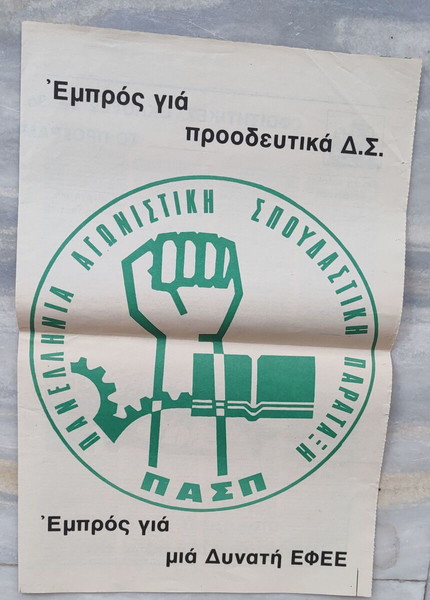 Ἐμπρός γιά
προοδευτικά Δ.Σ.
ΠΑΝΕΛΛΗΝΙΑ ΑΓΩΝΙΣΤΙΚΗ ΣΠΟΥΔΑΣΤΙΚΗ ΠΑΡΑΤΑΞΗ
ΠΑΣΠ
Ἐμπρός γιά
μιά Δυνατή ΕΦΕΕ